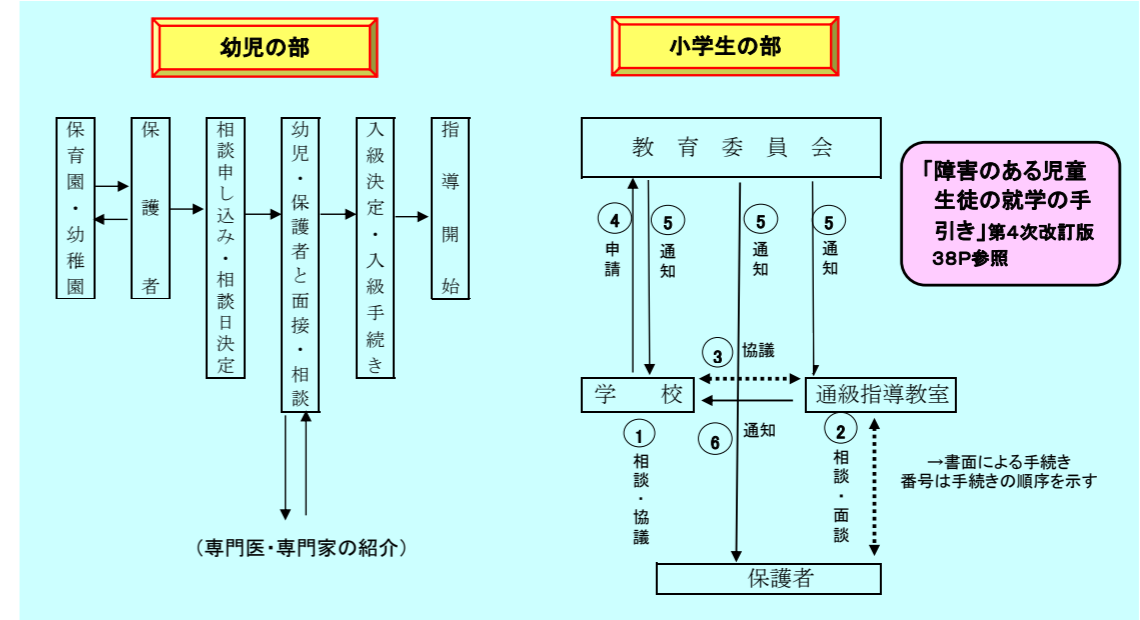 幼児の部
保育園・幼稚園
保護者
相談申し込み・相談日決定
幼児・保護者と面接・相談
入級決定・入級手続き
指導開始
(専門医・専門家の紹介)
小学生の部
教育委員会
④
申請
⑤
通知
⑤
通知
⑤
通知
「障害のある児童
生徒の就学の手
引き」第4次改訂版
38P参照
③
協議
学校
通級指導教室
①
相談・協議
⑥
通知
②
相談・面談
→書面による手続き
番号は手続きの順序を示す
保護者